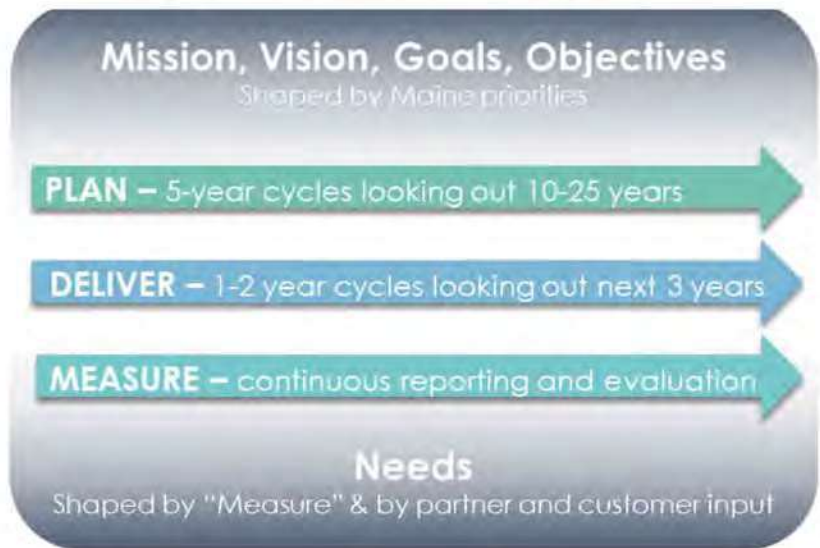 Mission, Vision, Goals, Objectives
Shaped by Maine priorities
PLAN – 5-year cycles looking out 10-25 years
DELIVER – 1-2 year cycles looking out next 3 years
MEASURE – continuous reporting and evaluation
Needs
Shaped by “Measure” & by partner and customer input